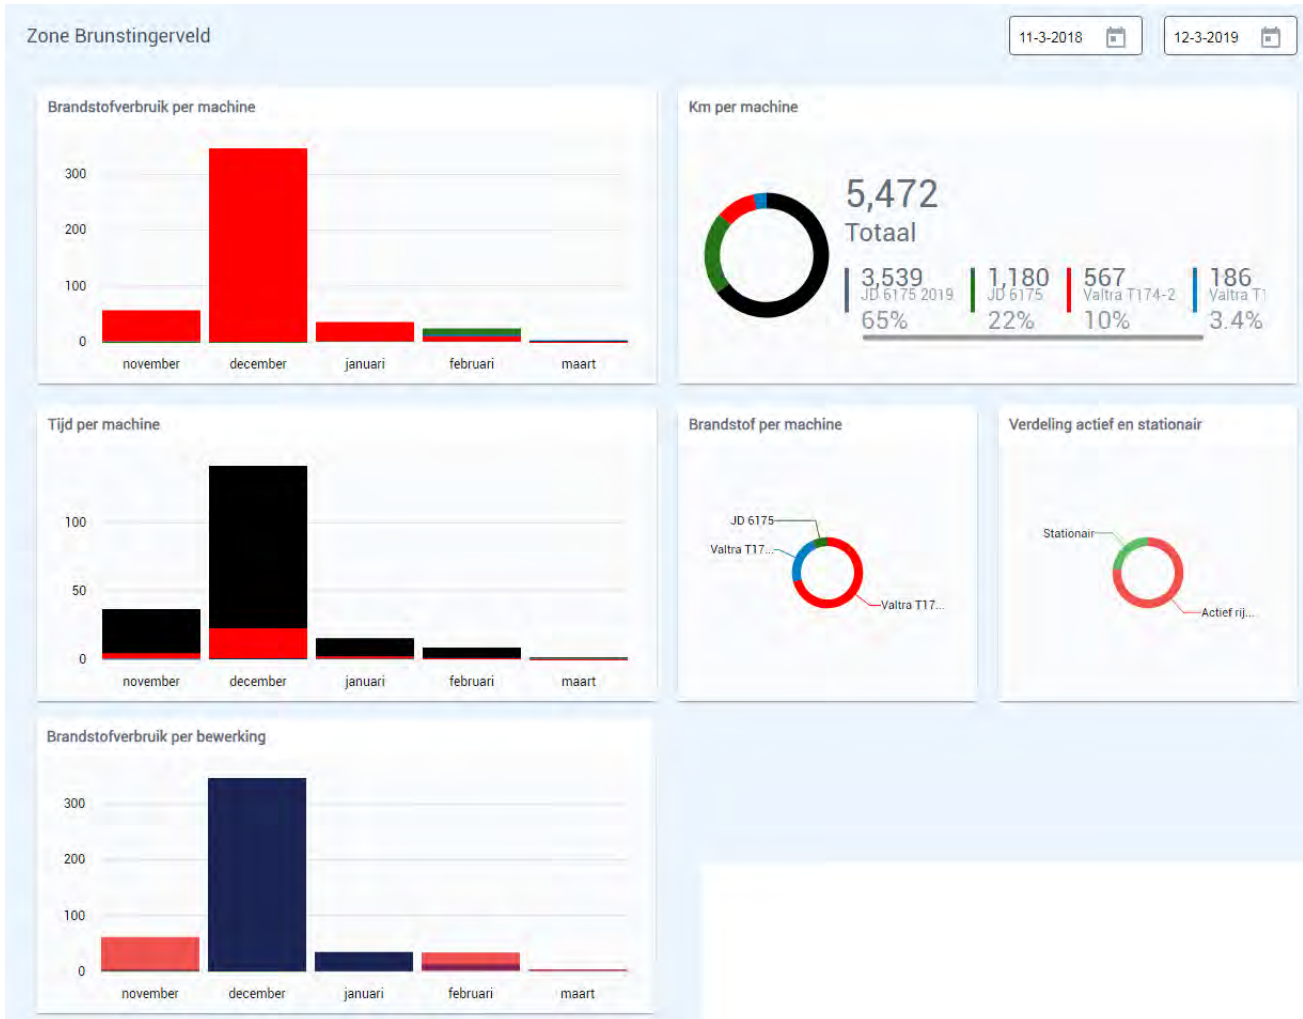 Zone Brunstingerveld
11-3-2018
12-3-2019
Brandstofverbruik per machine
300
200
100
0
november december januari februari maart
Km per machine
5,472
Totaal
3,539 1,180 567 186
JD 6175 2019 JD 6175 Valtra T174-2 Valtra T1
65% 22% 10% 3.4%
Tijd per machine
100
50
0
november december januari februari maart
Brandstof per machine
JD 6175
Valtra T17...
Valtra T17...
Verdeling actief en stationair
Stationair
Actief rij...
Brandstofverbruik per bewerking
300
200
100
0
november december januari februari maart